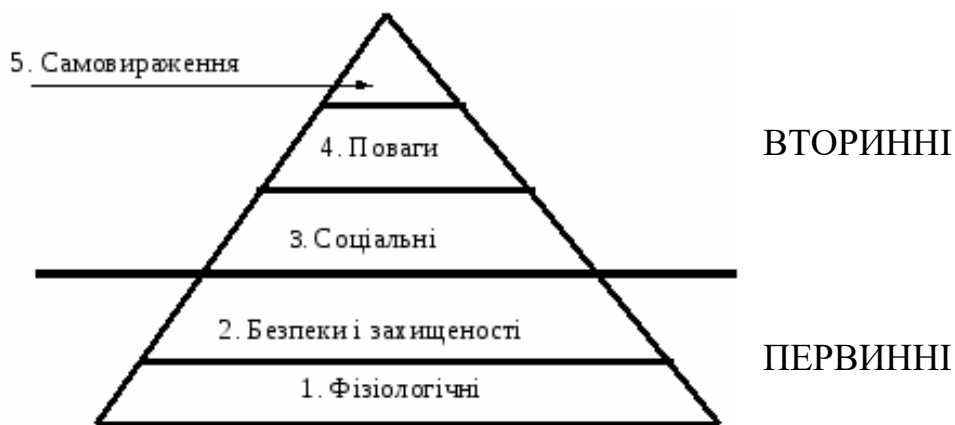 5. Самовираження
4. Поваги
ВТОРИННІ
3. Соціальні
2. Безпеки і захищеності
ПЕРВИННІ
1. Фізіологічні